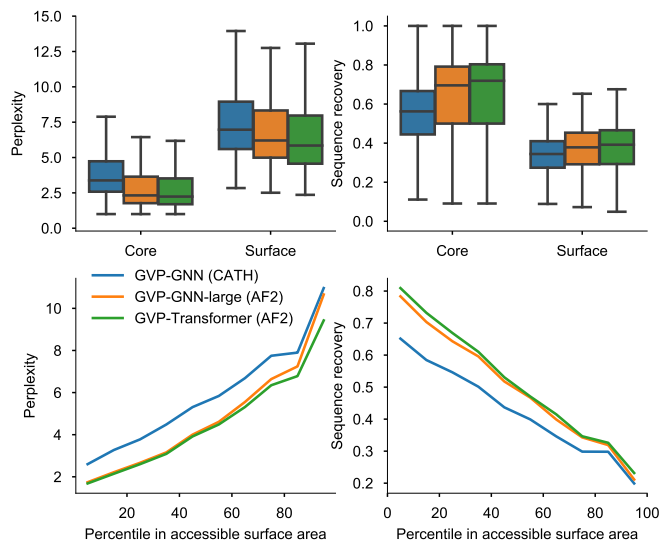 15.0
12.5
10.0
7.5
5.0
2.5
0.0
Perplexity
Core
Surface
1.0
0.8
0.6
0.4
0.2
0.0
Sequence recovery
Core
Surface
GVP-GNN (CATH)
GVP-GNN-large (AF2)
GVP-Transformer (AF2)
10
8
6
4
2
Perplexity
20
40
60
80
Percentile in accessible surface area
0.8
0.7
0.6
0.5
0.4
0.3
0.2
Sequence recovery
0
20
40
60
80
100
Percentile in accessible surface area